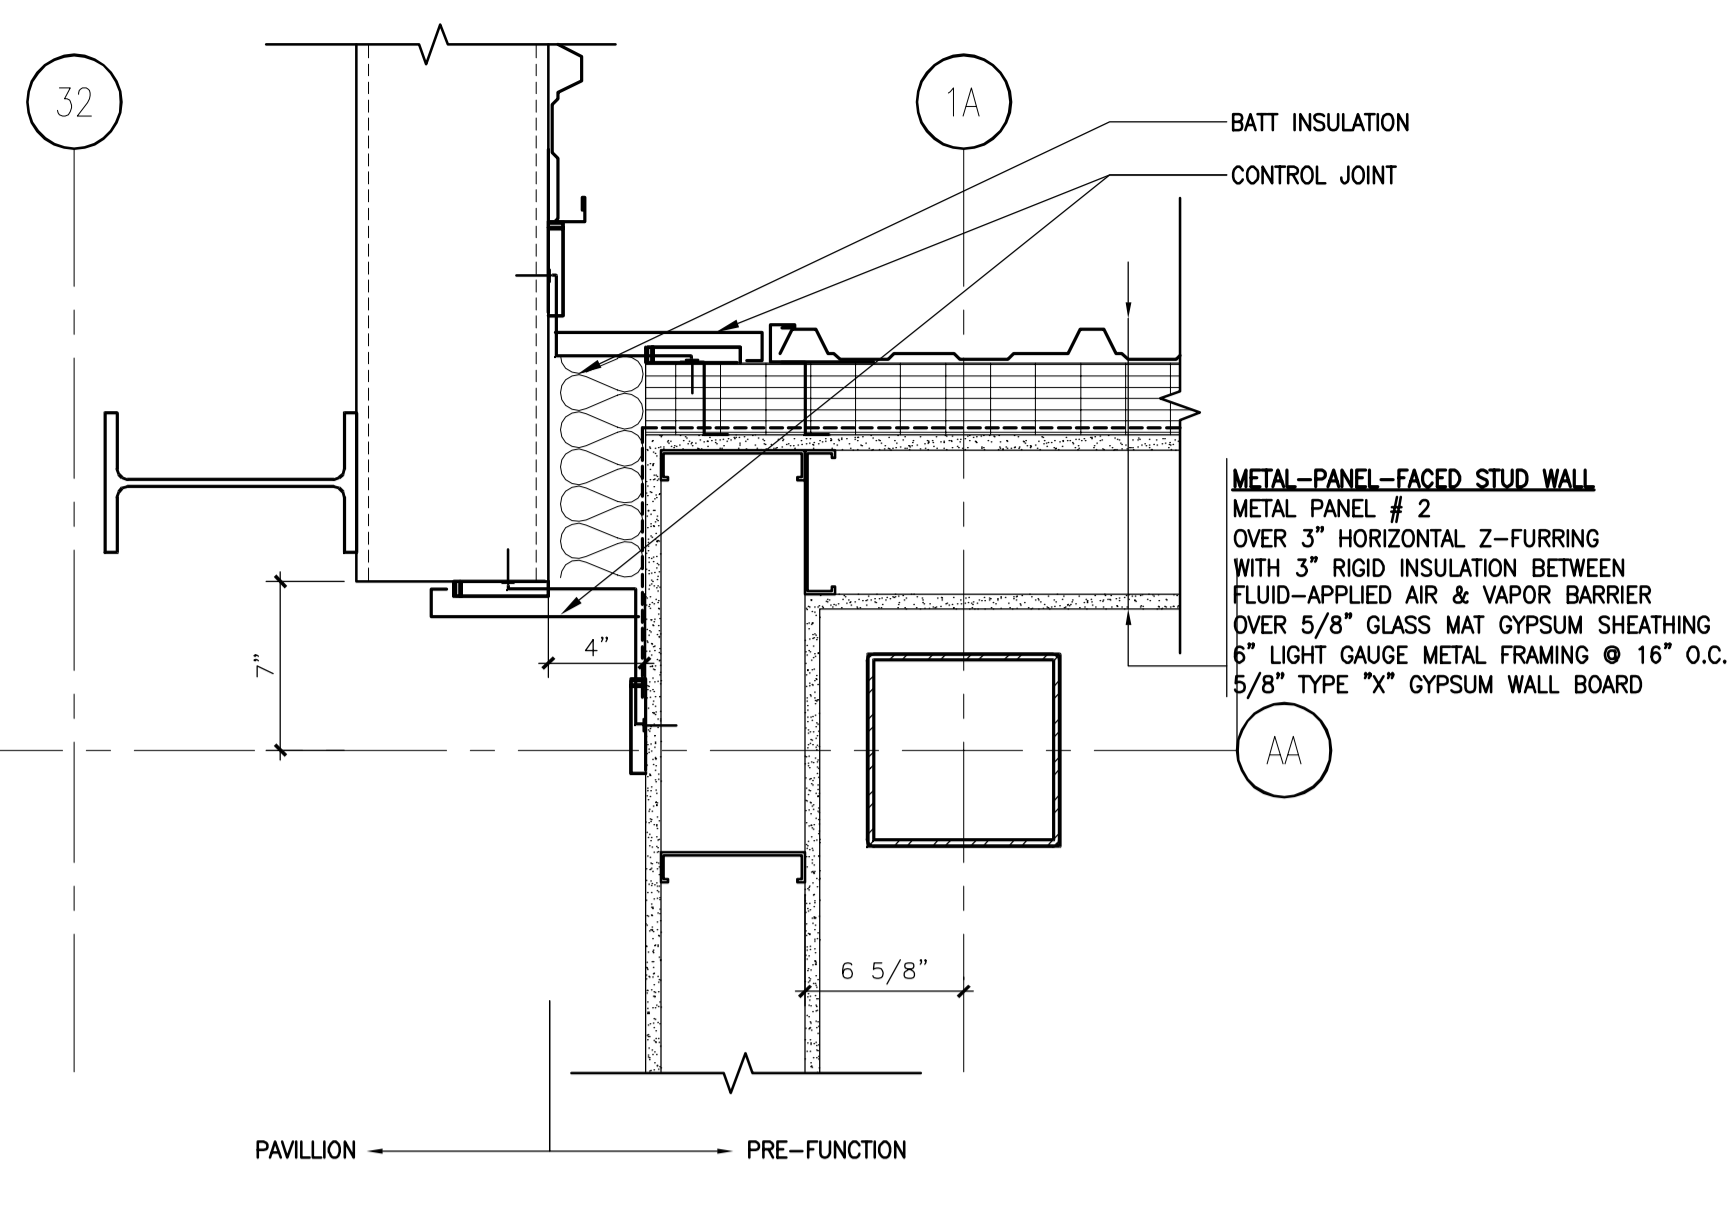 32
1A
BATT INSULATION
CONTROL JOINT
METAL-PANEL-FACED STUD WALL
METAL PANEL # 2
OVER 3" HORIZONTAL Z-FURRING
WITH 3" RIGID INSULATION BETWEEN
FLUID-APPLIED AIR & VAPOR BARRIER
OVER 5/8" GLASS MAT GYPSUM SHEATHING
6" LIGHT GAUGE METAL FRAMING @ 16" O.C.
5/8" TYPE "X" GYPSUM WALL BOARD
4"
7"
AA
6 5/8"
PAVILLION
PRE-FUNCTION